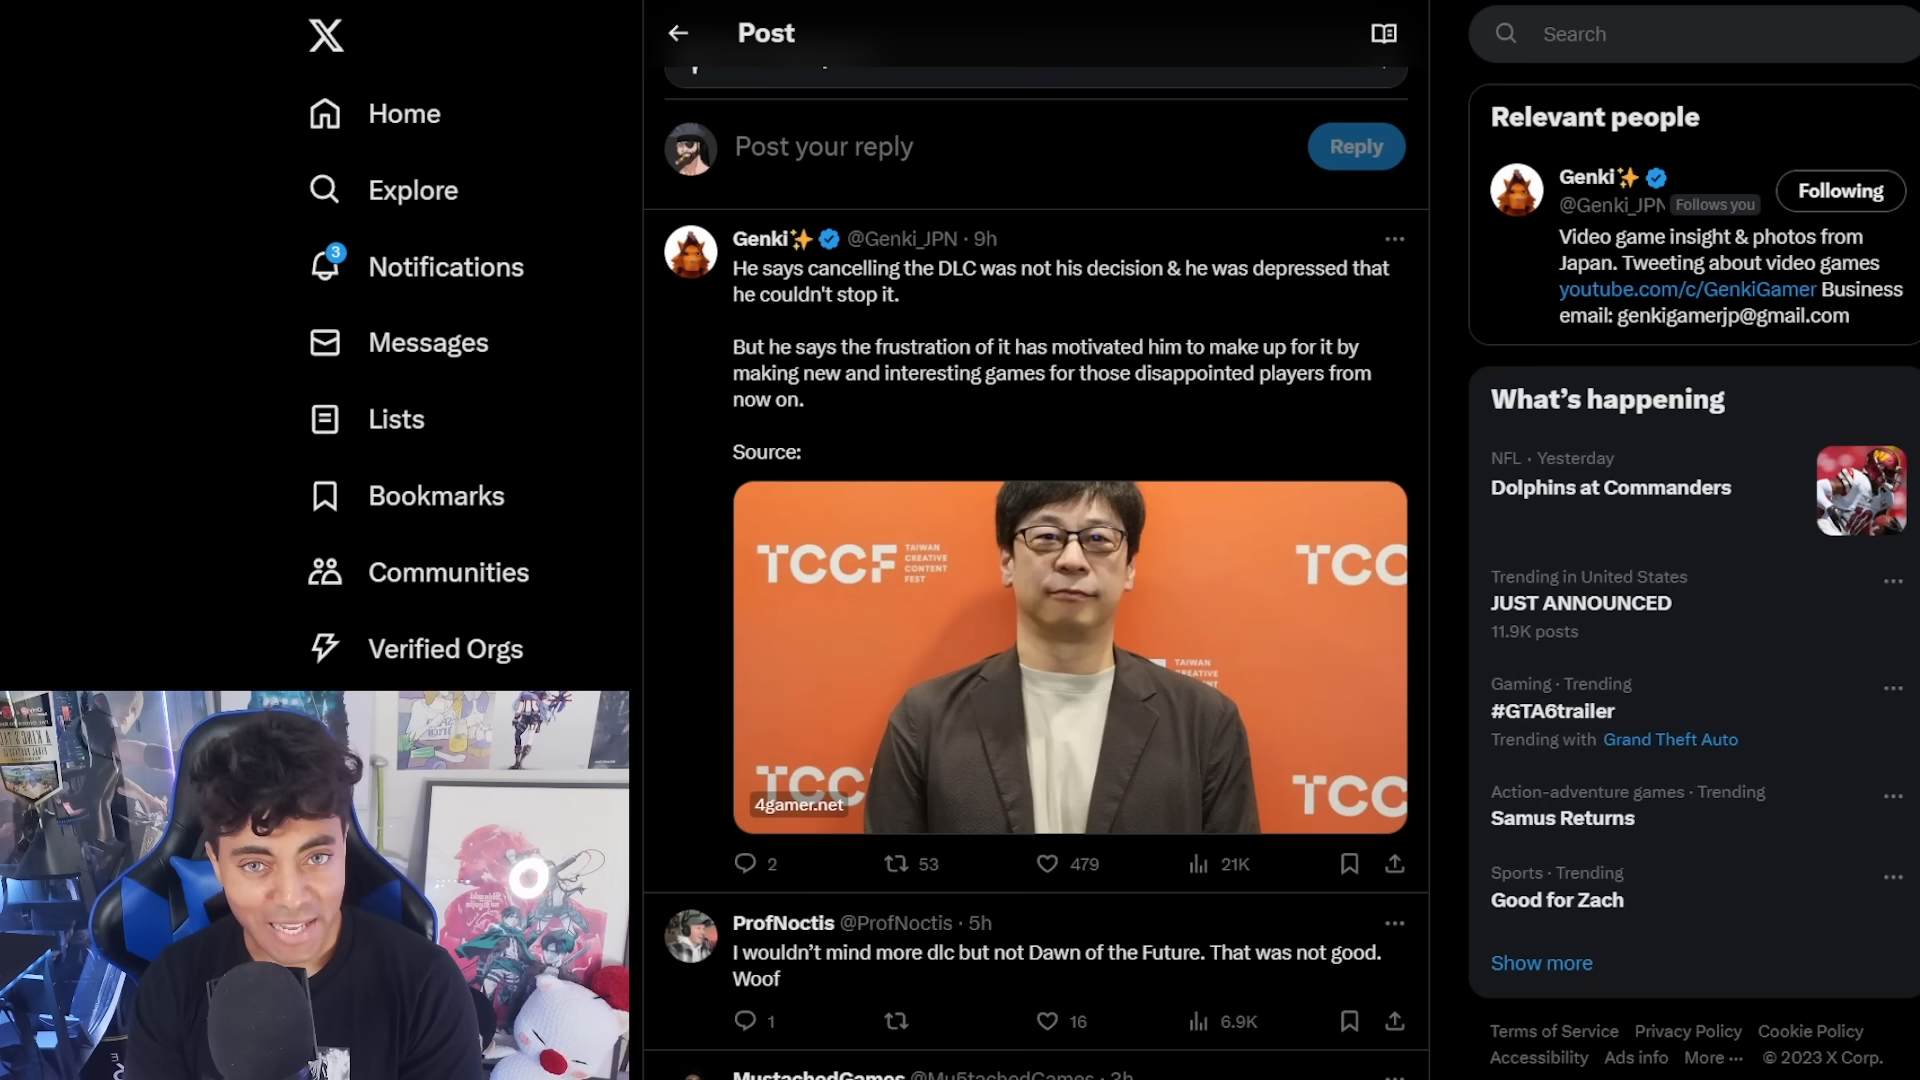 Home
Explore
3
Notifications
Messages
Lists
Bookmarks
Communities
Verified Orgs
Post
Post your reply
Reply
Genki✨ @Genki_JPN · 9h
He says cancelling the DLC was not his decision & he was depressed that
he couldn't stop it.
But he says the frustration of it has motivated him to make up for it by
making new and interesting games for those disappointed players from
now on.
Source:
TCCF
TAIWAN
CREATIVE
CONTENT
FEST
TCC
TAIWAN
TCC
TCC
4gamer.net
2
53
479
21K
ProfNoctis @ProfNoctis · 5h
I wouldn't mind more dlc but not Dawn of the Future. That was not good.
Woof
1
16
6.9K
MustachedGames @Mu5tachedGames · 3h
Search
Relevant people
Genki✨
@Genki_JPN Follows you
Following
Video game insight & photos from
Japan. Tweeting about video games
youtube.com/c/GenkiGamer Business
email: genkigamerjp@gmail.com
What's happening
NFL · Yesterday
Dolphins at Commanders
Trending in United States
JUST ANNOUNCED
11.9K posts
Gaming · Trending
#GTA6trailer
Trending with Grand Theft Auto
Action-adventure games · Trending
Samus Returns
Sports · Trending
Good for Zach
Show more
Terms of Service Privacy Policy Cookie Policy
Accessibility Ads info More ··· © 2023 X Corp.